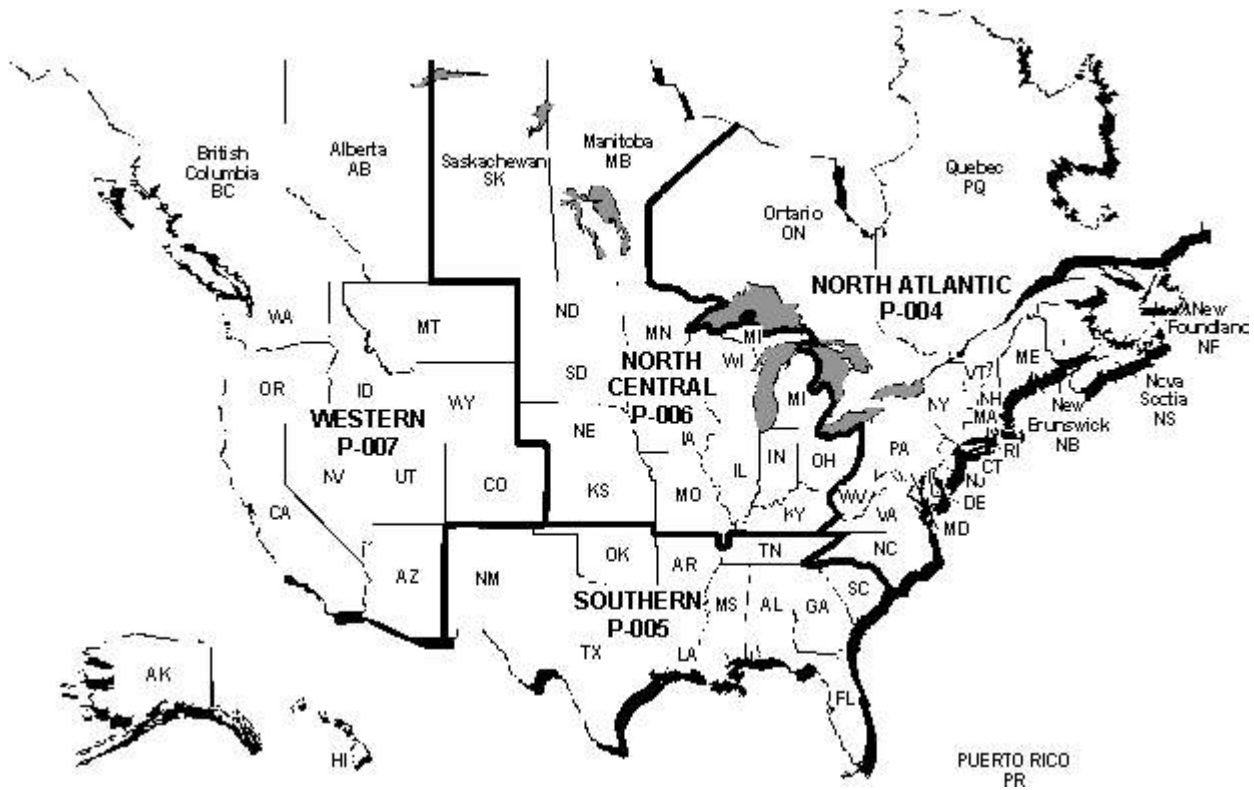 British
Columbia
BC
Alberta
AB
Saskachewan
SK
Manitoba
MB
Ortario
ON
Quebec
PQ
NORTH ATLANTIC
P-004
New
Foundland
NF
Nova
Sectia
NS
New
Brunswick
NB
WA
MT
ND
MN
MI
WI
OR
ID
WY
SD
NORTH
CENTRAL
P-006
MI
VT
ME
NH
MA
NY
RI
CT
WESTERN
P-007
NE
IA
IL
IN
OH
PA
NJ
DE
MD
NV
UT
CO
KS
MO
KY
WV
VA
CA
AZ
NM
OK
AR
TN
NC
SC
SOUTHERN
P-005
MS
AL
GA
TX
LA
FL
AK
HI
PUERTO RICO
PR